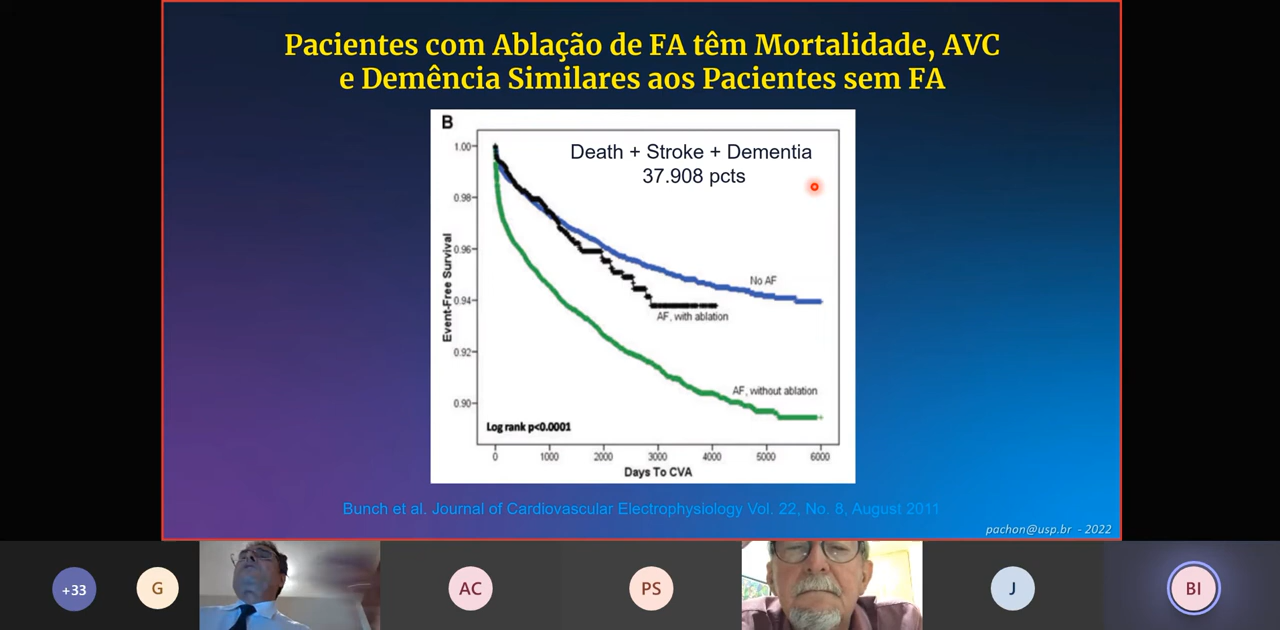 Pacientes com Ablação de FA têm Mortalidade, AVC
e Demência Similares aos Pacientes sem FA
B
Death + Stroke + Dementia
37.908 pcts
1.00
0.98
0.96
0.94
0.92
0.90
Event-Free Survival
No AF
AF, with ablation
AF, without ablation
Log rank p<0.0001
0 1000 2000 3000 4000 5000 6000
Days To CVA
Bunch et al. Journal of Cardiovascular Electrophysiology Vol. 22, No. 8, August 2011
pachon@usp.br - 2022
+33 G AC PS J BI